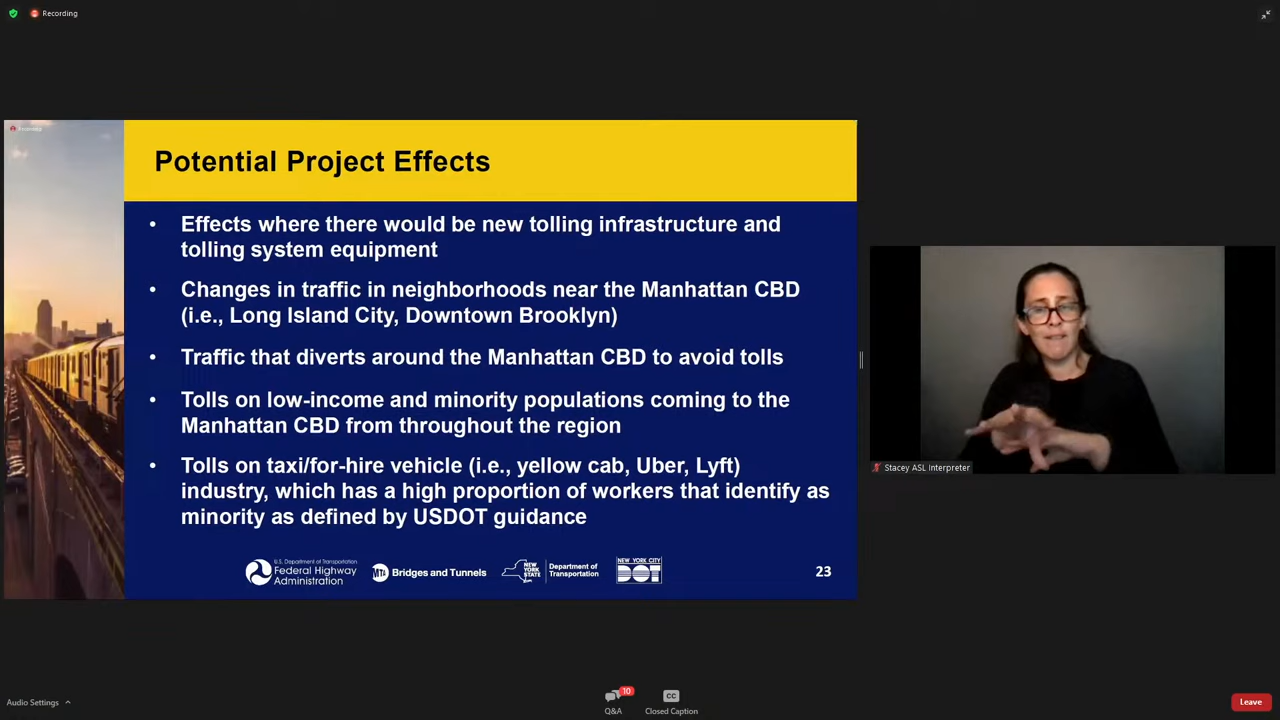 Recording
Potential Project Effects
• Effects where there would be new tolling infrastructure and
tolling system equipment
• Changes in traffic in neighborhoods near the Manhattan CBD
(i.e., Long Island City, Downtown Brooklyn)
• Traffic that diverts around the Manhattan CBD to avoid tolls
• Tolls on low-income and minority populations coming to the
Manhattan CBD from throughout the region
• Tolls on taxi/for-hire vehicle (i.e., yellow cab, Uber, Lyft)
industry, which has a high proportion of workers that identify as
minority as defined by USDOT guidance
U.S. Department of Transportation
Federal Highway
Administration
MTA Bridges and Tunnels
NEW YORK STATE
Department of
Transportation
NEW YORK CITY
DOT
23
Stacey ASL Interpreter
Audio Settings
10
Q&A
CC
Closed Caption
Leave